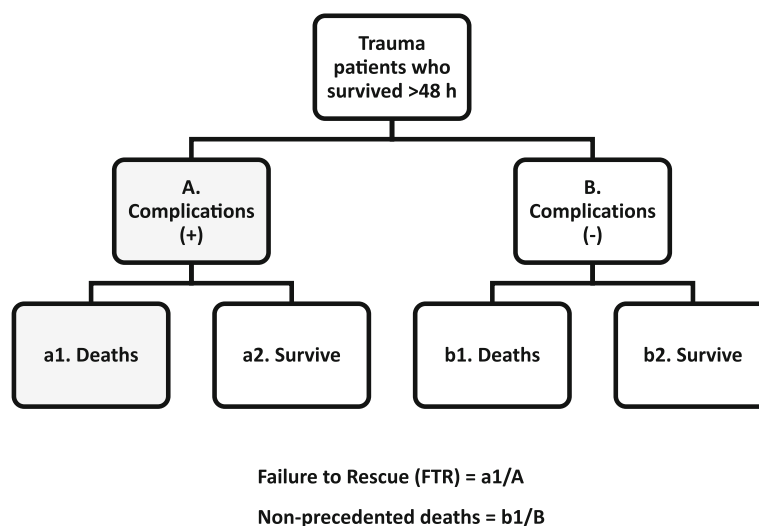 Trauma
patients who
survived >48 h
A.
Complications
(+)
B.
Complications
(-)
a1. Deaths
a2. Survive
b1. Deaths
b2. Survive
Failure to Rescue (FTR) = a1/A
Non-precedented deaths = b1/B